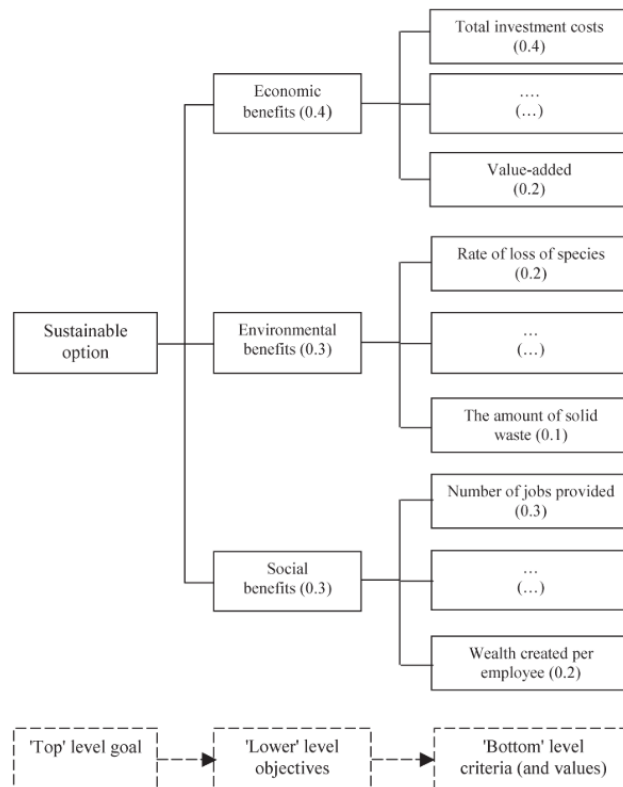 Sustainable
option
Economic
benefits (0.4)
Total investment costs
(0.4)
....
(…)
Value-added
(0.2)
Environmental
benefits (0.3)
Rate of loss of species
(0.2)
…
(…)
The amount of solid
waste (0.1)
Social
benefits (0.3)
Number of jobs provided
(0.3)
…
(…)
Wealth created per
employee (0.2)
'Top' level goal
'Lower' level
objectives
'Bottom' level
criteria (and values)